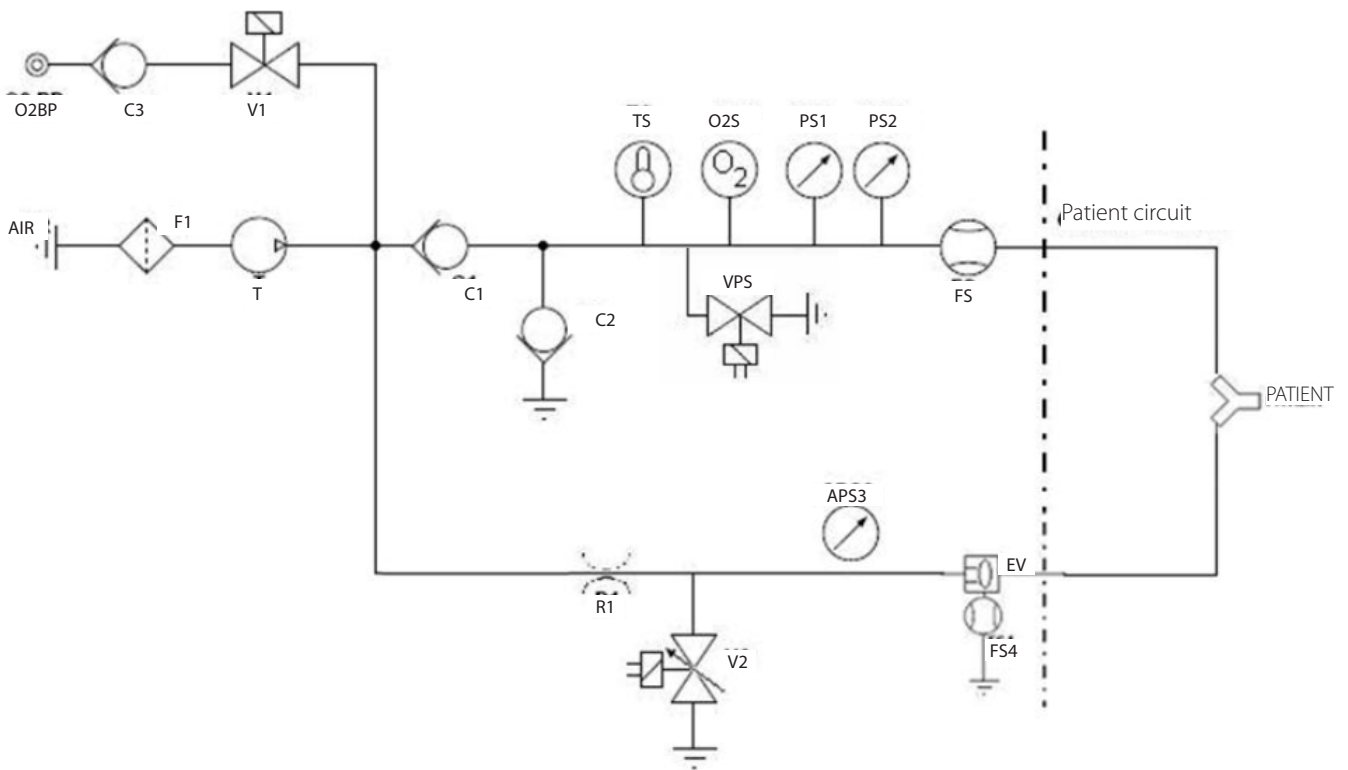 O2BP
C3
V1
TS
O2S
PS1
PS2
O2
Patient circuit
AIR
F1
T
C1
C2
VPS
FS
PATIENT
APS3
EV
R1
FS4
V2